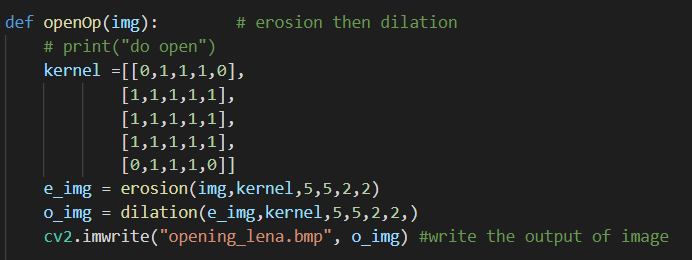 def openOp(img):        # erosion then dilation
    # print("do open")
    kernel =[[0,1,1,1,0],
            [1,1,1,1,1],
            [1,1,1,1,1],
            [1,1,1,1,1],
            [0,1,1,1,0]]
    e_img = erosion(img,kernel,5,5,2,2)
    o_img = dilation(e_img,kernel,5,5,2,2,)
    cv2.imwrite("opening_lena.bmp", o_img) #write the output of image